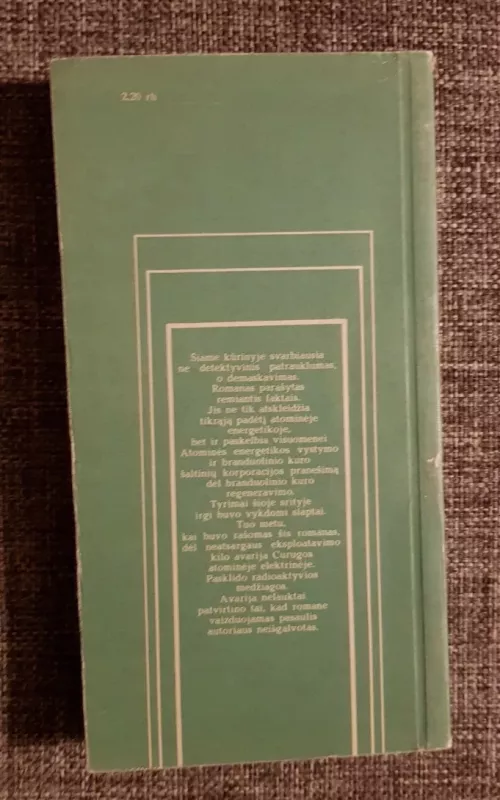 2,20 rb
Šiame kūrinyje svarbiausia
ne detektyvinis patrauklumas,
o demaskavimas.
Romanas parašytas
remiantis faktais.
Jis ne tik atskleidžia
tikrąją padėtį atominėje
energetikoje,
bet ir paskelbia visuomenei
Atominės energetikos vystymo
ir branduolinio kuro
šaltinių korporacijos pranešimą
dėl branduolinio kuro
regeneravimo.
Tyrimai šioje srityje
irgi buvo vykdomi slaptai.
Tuo metu,
kai buvo rašomas šis romanas,
dėl neatsargaus eksploatavimo
kilo avarija Curugos
atominėje elektrinėje.
Pasklido radioaktyvios
medžiagos.
Avarija nelauktai
patvirtino tai, kad romane
vaizduojamas pasaulis
autoriaus neišgalvotas.